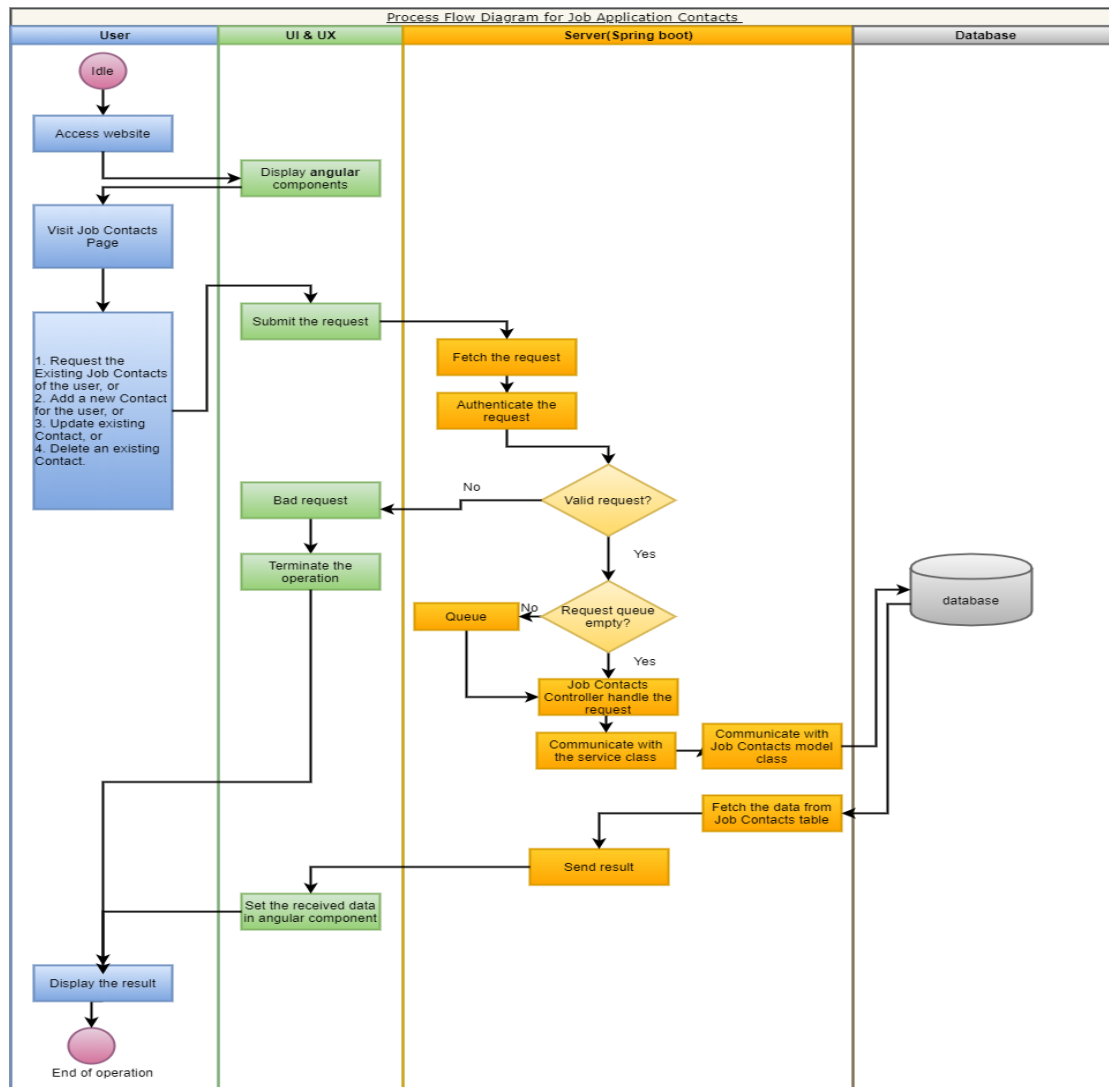 Process Flow Diagram for Job Application Contacts
User
UI & UX
Server(Spring boot)
Database
Idle
Access website
Display angular
components
Visit Job Contacts
Page
1. Request the
Existing Job Contacts
of the user, or
2. Add a new Contact
for the user, or
3. Update existing
Contact, or
4. Delete an existing
Contact.
Submit the request
Fetch the request
Authenticate the
request
Valid request?
No
Bad request
Yes
Terminate the
operation
Request queue
empty?
No
Queue
database
Yes
Job Contacts
Controller handle the
request
Communicate with
the service class
Communicate with
Job Contacts model
class
Fetch the data from
Job Contacts table
Send result
Set the received data
in angular component
Display the result
End of operation